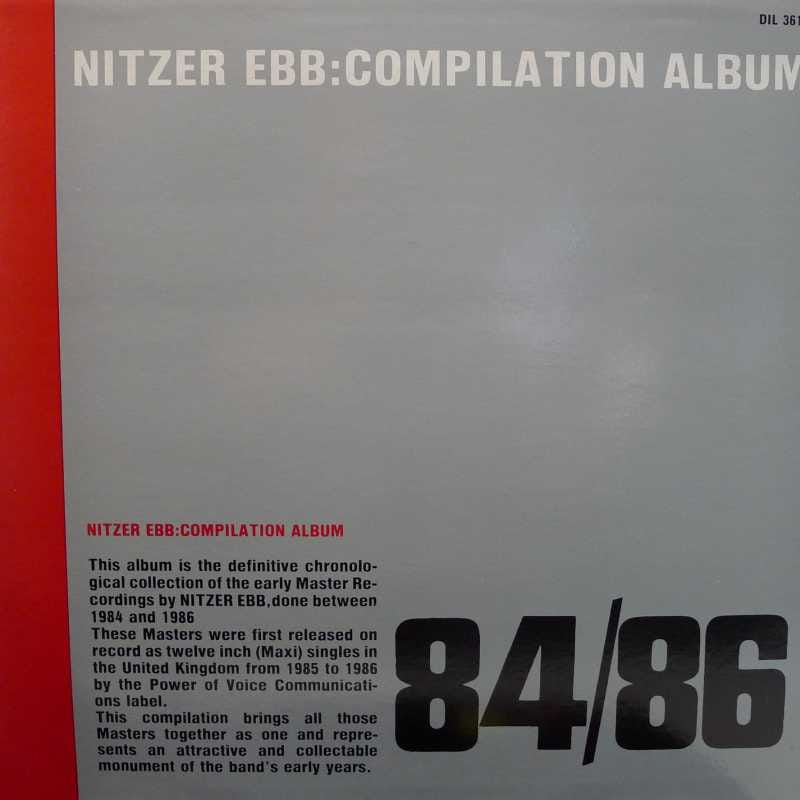 DIL 361
NITZER EBB:COMPILATION ALBUM
NITZER EBB:COMPILATION ALBUM
This album is the definitive chronolo-
gical collection of the early Master Re-
cordings by NITZER EBB,done between
1984 and 1986
These Masters were first released on
record as twelve inch (Maxi) singles in
the United Kingdom from 1985 to 1986
by the Power of Voice Communicati-
ons label.
This compilation brings all those
Masters together as one and repre-
sents an attractive and collectable
monument of the band's early years.
84/86